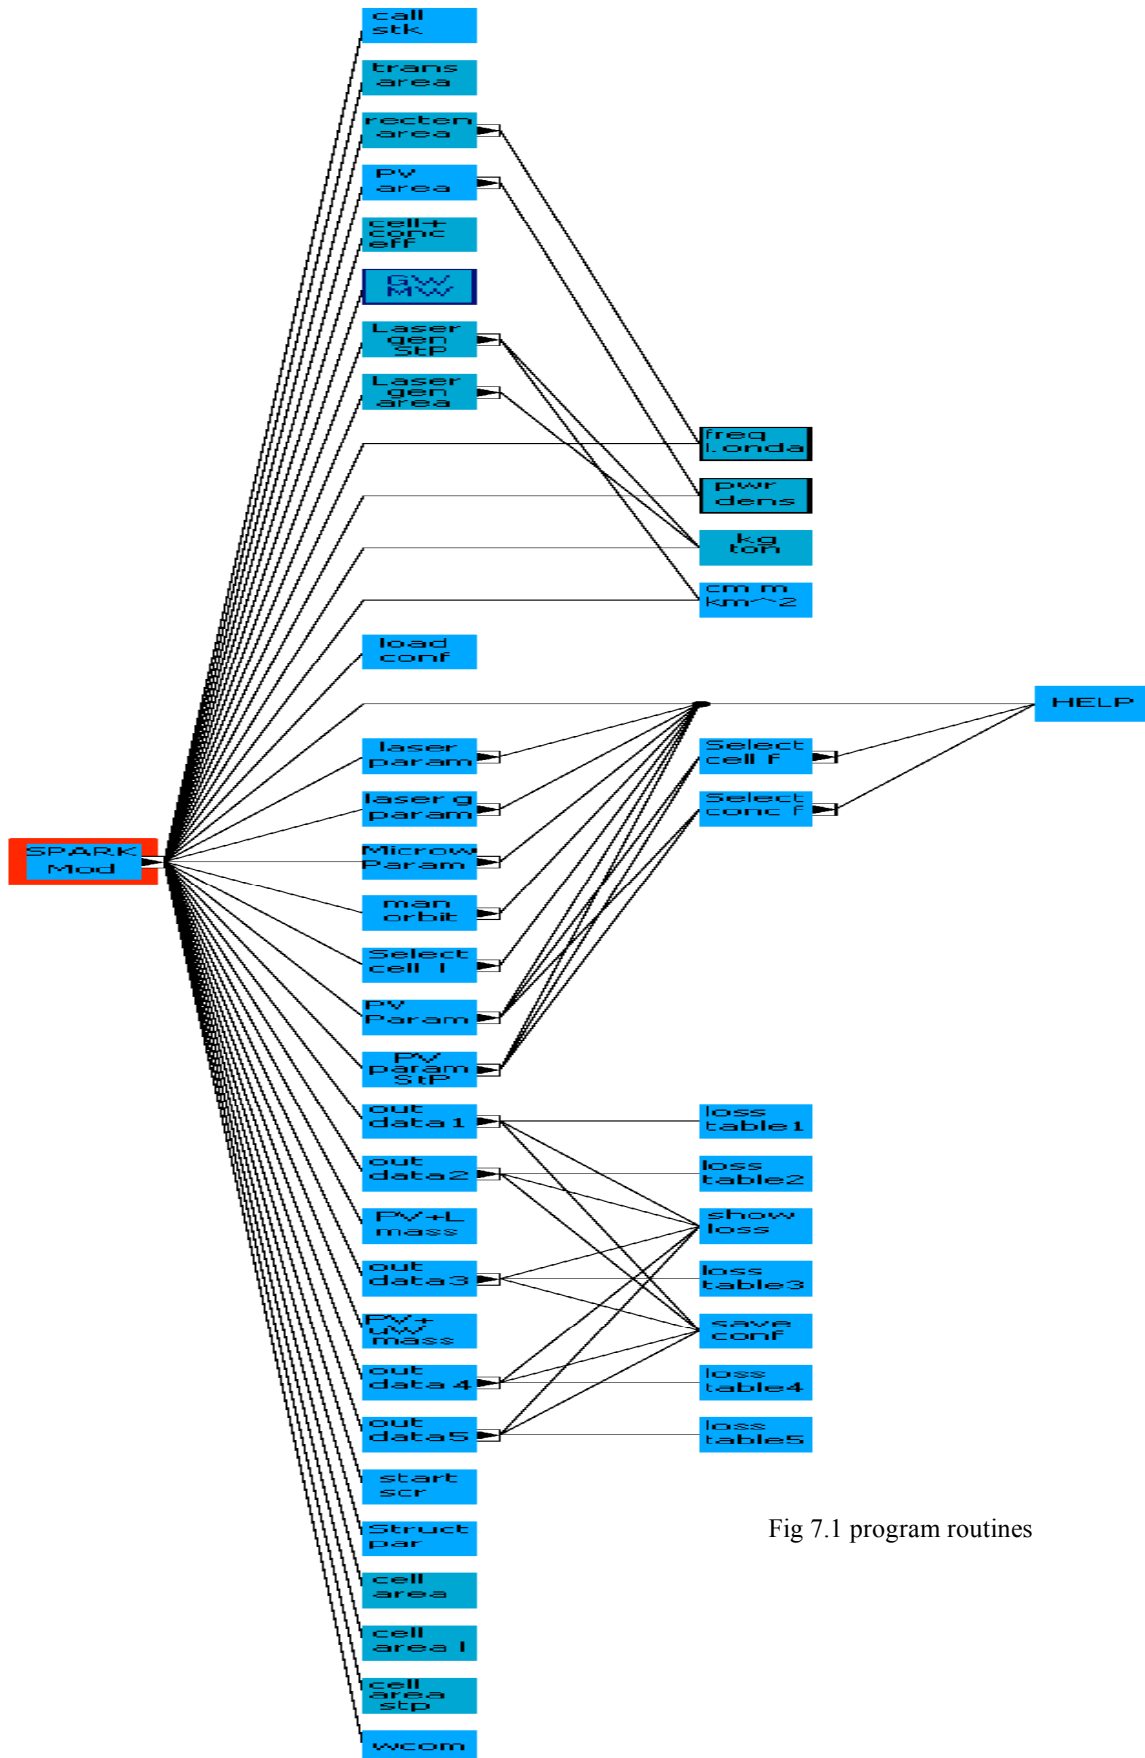 call
stk
trans
area
recten
area
PV
area
cell+
conc
eff
GW
MW
Laser
gen
StP
Laser
gen
area
freq
l.onda
pwr
dens
kg
ton
cm m
km^2
load
conf
HELP
laser
param
Select
cell f
laser g
param
Select
conc f
SPARK
Mod
Microw
Param
man
orbit
Select
cell l
PV
Param
PV
param
StP
out
data1
loss
table1
out
data2
loss
table2
PV+L
mass
show
loss
out
data3
loss
table3
PV+
uW
mass
save
conf
out
data4
loss
table4
out
data5
loss
table5
start
scr
Struct
par
Fig 7.1 program routines
cell
area
cell
area l
cell
area
stp
wcom